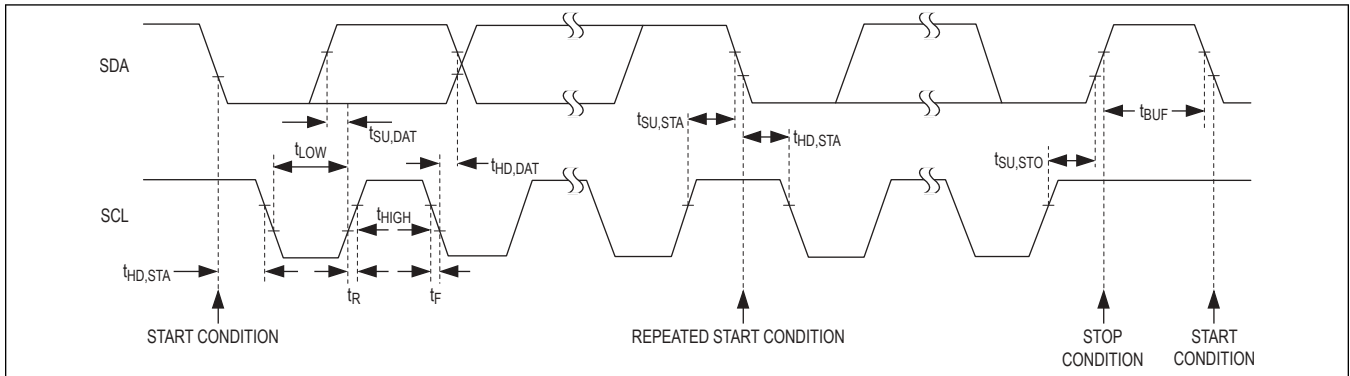 SDA
tSU,DAT
tLOW
tHD,DAT
tSU,STA
tHD,STA
tBUF
tSU,STO
SCL
tHIGH
tHD,STA
tR
tF
START CONDITION
REPEATED START CONDITION
STOP
CONDITION
START
CONDITION